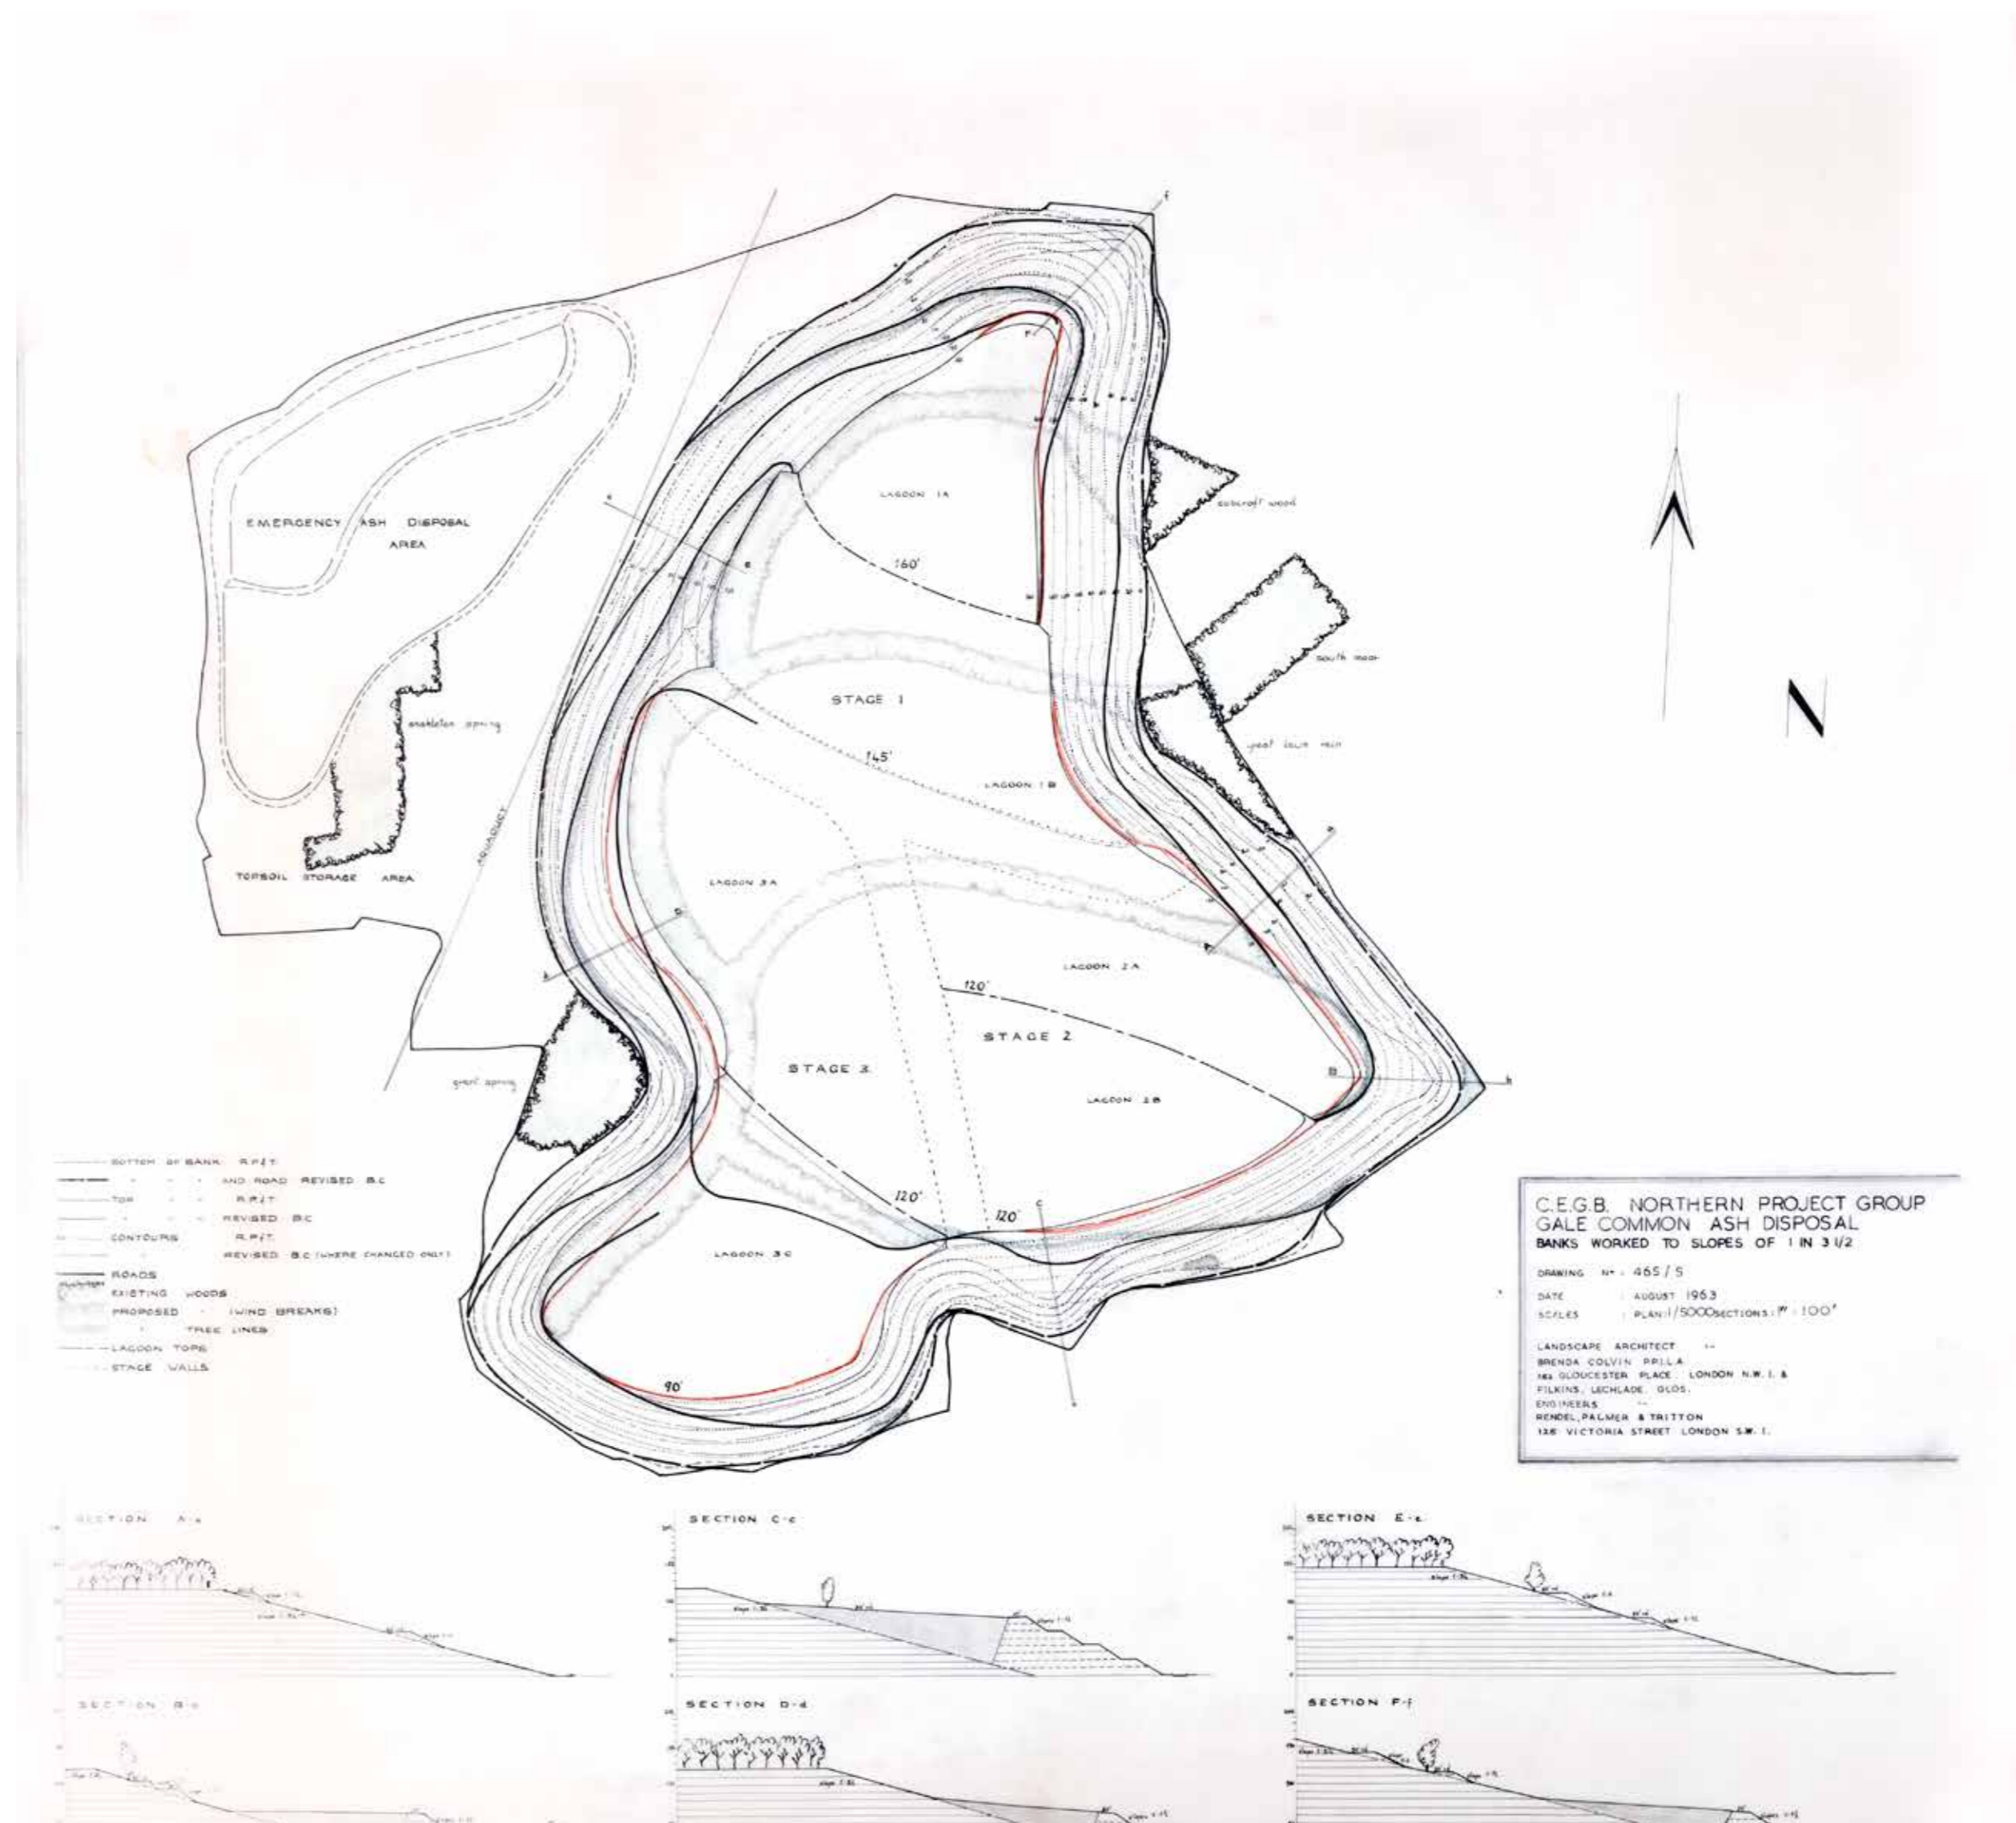 EMERGENCY ASH DISPOSAL
AREA
TOPSOIL STORAGE AREA
AQUADUCT
LAGOON 1A
160'
STAGE 1
145'
LAGOON 1B
LAGOON 3A
LAGOON 2A
120'
STAGE 2
STAGE 3.
LAGOON 2B
120'
120'
LAGOON 3C
90'
south moor
N
BOTTOM OF BANK R.P.&T.
" " " AND ROAD REVISED B.C
TOP " " R.P.&T.
" " " REVISED B.C
CONTOURS R.P.&T.
" REVISED B.C (WHERE CHANGED ONLY)
ROADS
EXISTING WOODS
PROPOSED " (WIND BREAKS)
" TREE LINES
LAGOON TOPS
STAGE WALLS
C.E.G.B. NORTHERN PROJECT GROUP
GALE COMMON ASH DISPOSAL
BANKS WORKED TO SLOPES OF 1 IN 3 1/2
DRAWING Nº : 465/5
DATE : AUGUST 1963
SCALES : PLAN:1/5000 SECTIONS: 1" : 100'
LANDSCAPE ARCHITECT :-
BRENDA COLVIN P.P.I.L.A.
GLOUCESTER PLACE, LONDON N.W.1. &
FILKINS, LECHLADE, GLOS.
ENGINEERS :-
RENDEL, PALMER & TRITTON
VICTORIA STREET LONDON S.W.1.
SECTION A-a
SECTION C-c
SECTION E-e
SECTION B-b
SECTION D-d
SECTION F-f